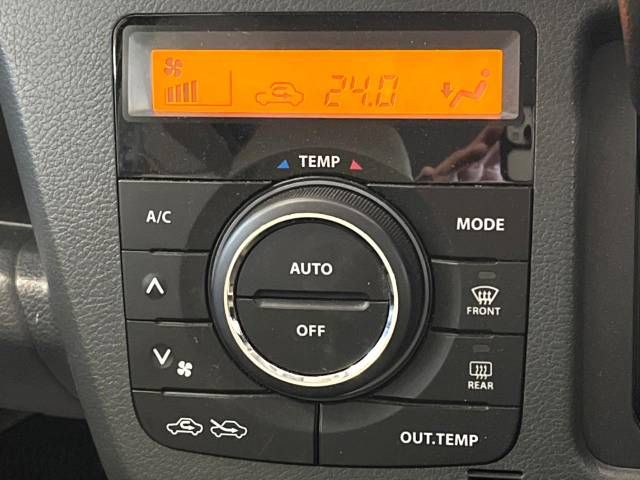 24.0
TEMP
A/C
MODE
AUTO
OFF
FRONT
REAR
OUT.TEMP